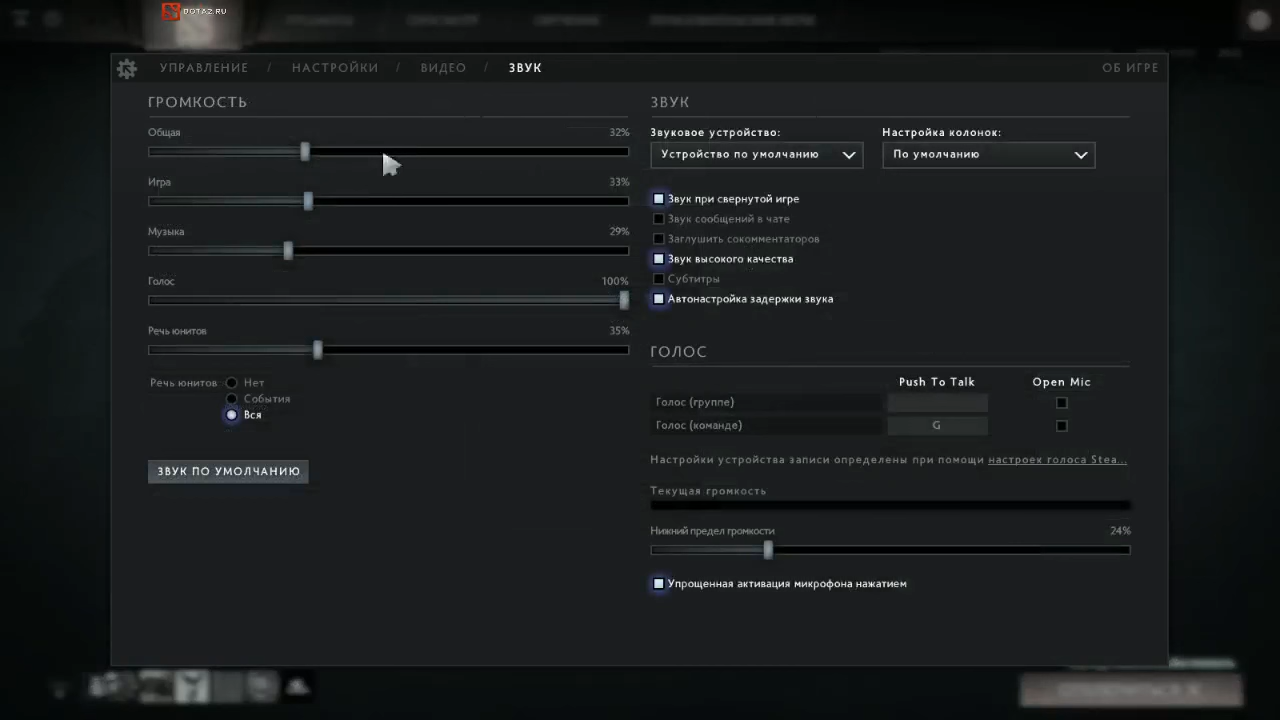 DOTA2.RU
УПРАВЛЕНИЕ / НАСТРОЙКИ / ВИДЕО / ЗВУК
ОБ ИГРЕ
ГРОМКОСТЬ
Общая 32%
Игра 33%
Музыка 29%
Голос 100%
Речь юнитов 35%
Речь юнитов: Нет
События
Вся
ЗВУК ПО УМОЛЧАНИЮ
ЗВУК
Звуковое устройство: Настройка колонок:
Устройство по умолчанию По умолчанию
Звук при свернутой игре
Звук сообщений в чате
Заглушить сокомментаторов
Звук высокого качества
Субтитры
Автонастройка задержки звука
ГОЛОС
Push To Talk Open Mic
Голос (группе)
Голос (команде) G
Настройки устройства записи определены при помощи настроек голоса Stea...
Текущая громкость
Нижний предел громкости 24%
Упрощенная активация микрофона нажатием